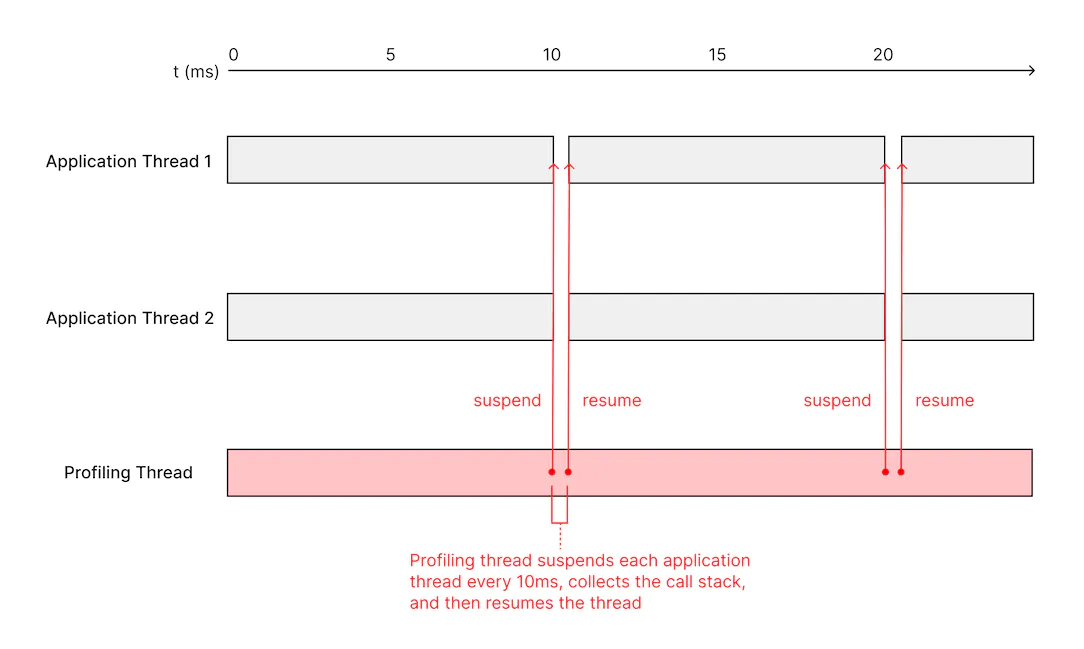 0 5 10 15 20
t (ms)
Application Thread 1
Application Thread 2
suspend resume suspend resume
Profiling Thread
Profiling thread suspends each application
thread every 10ms, collects the call stack,
and then resumes the thread